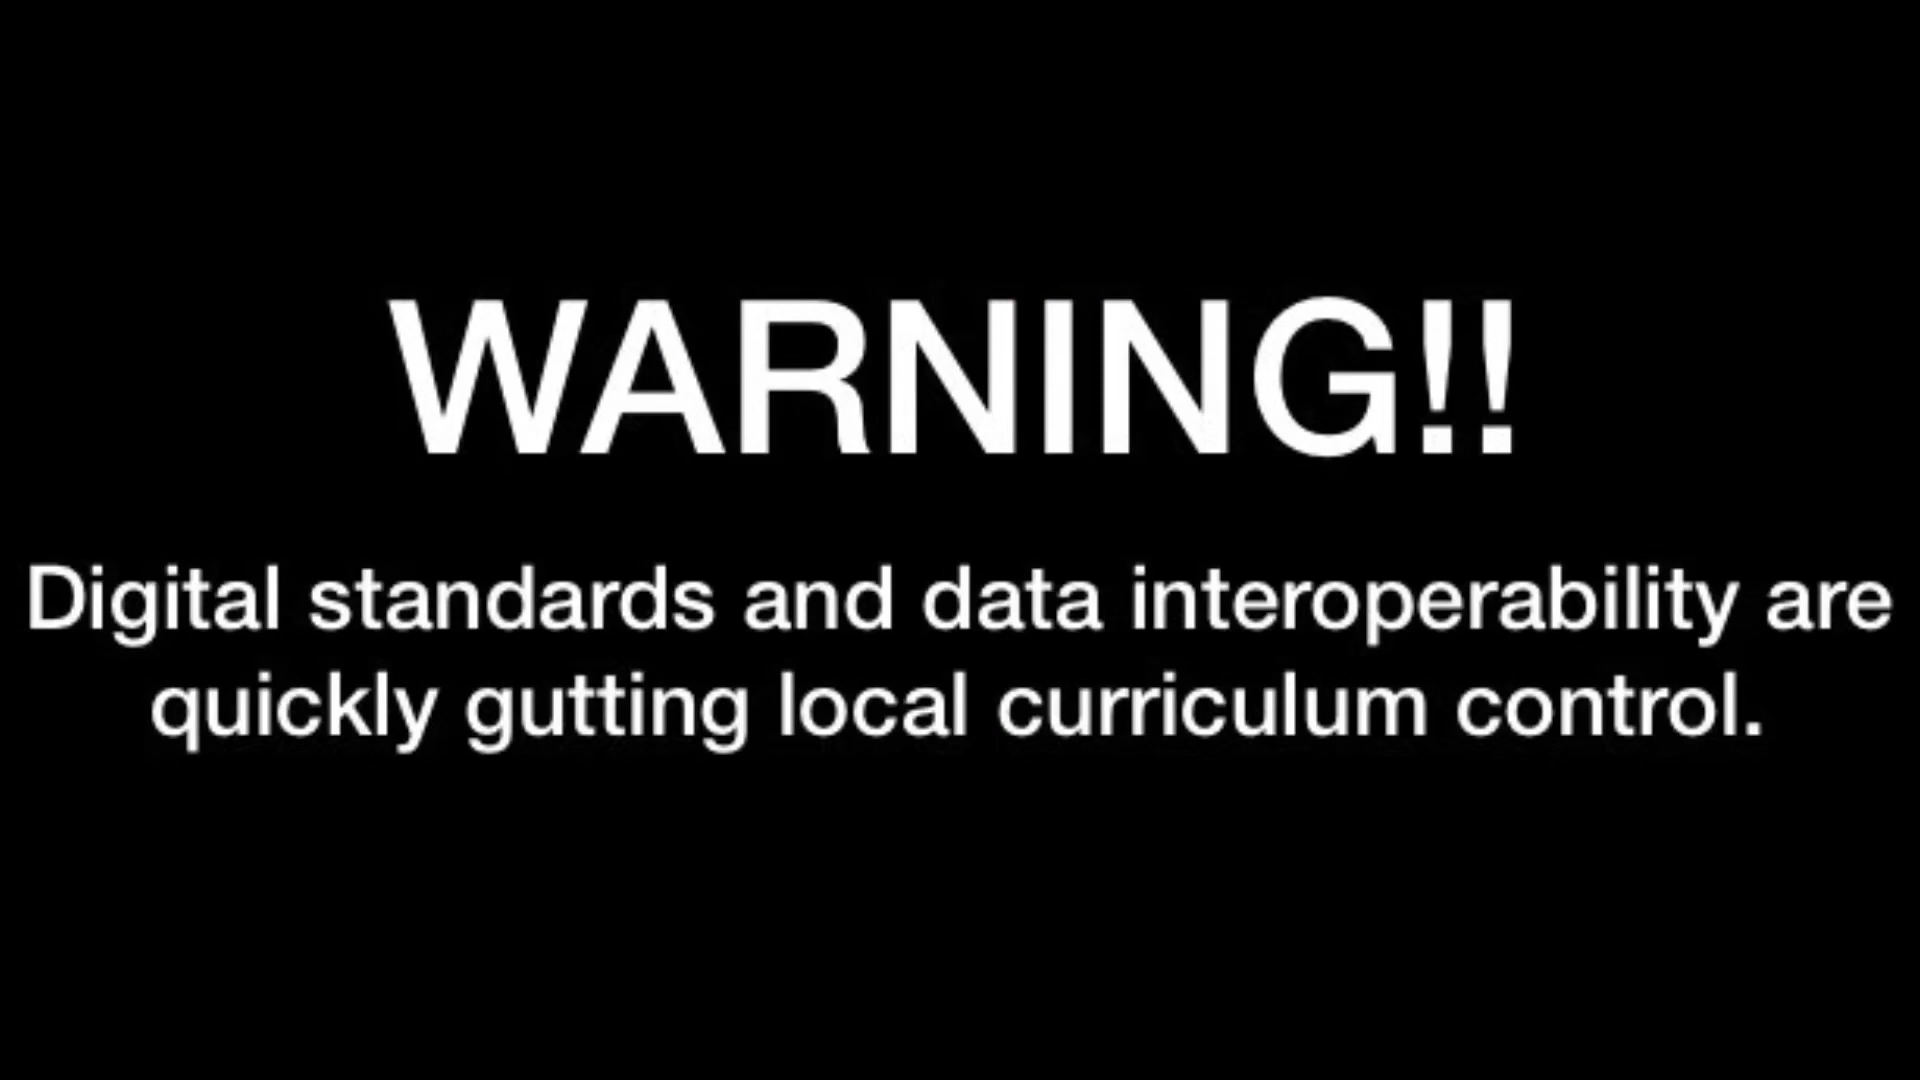 WARNING!!
Digital standards and data interoperability are
quickly gutting local curriculum control.